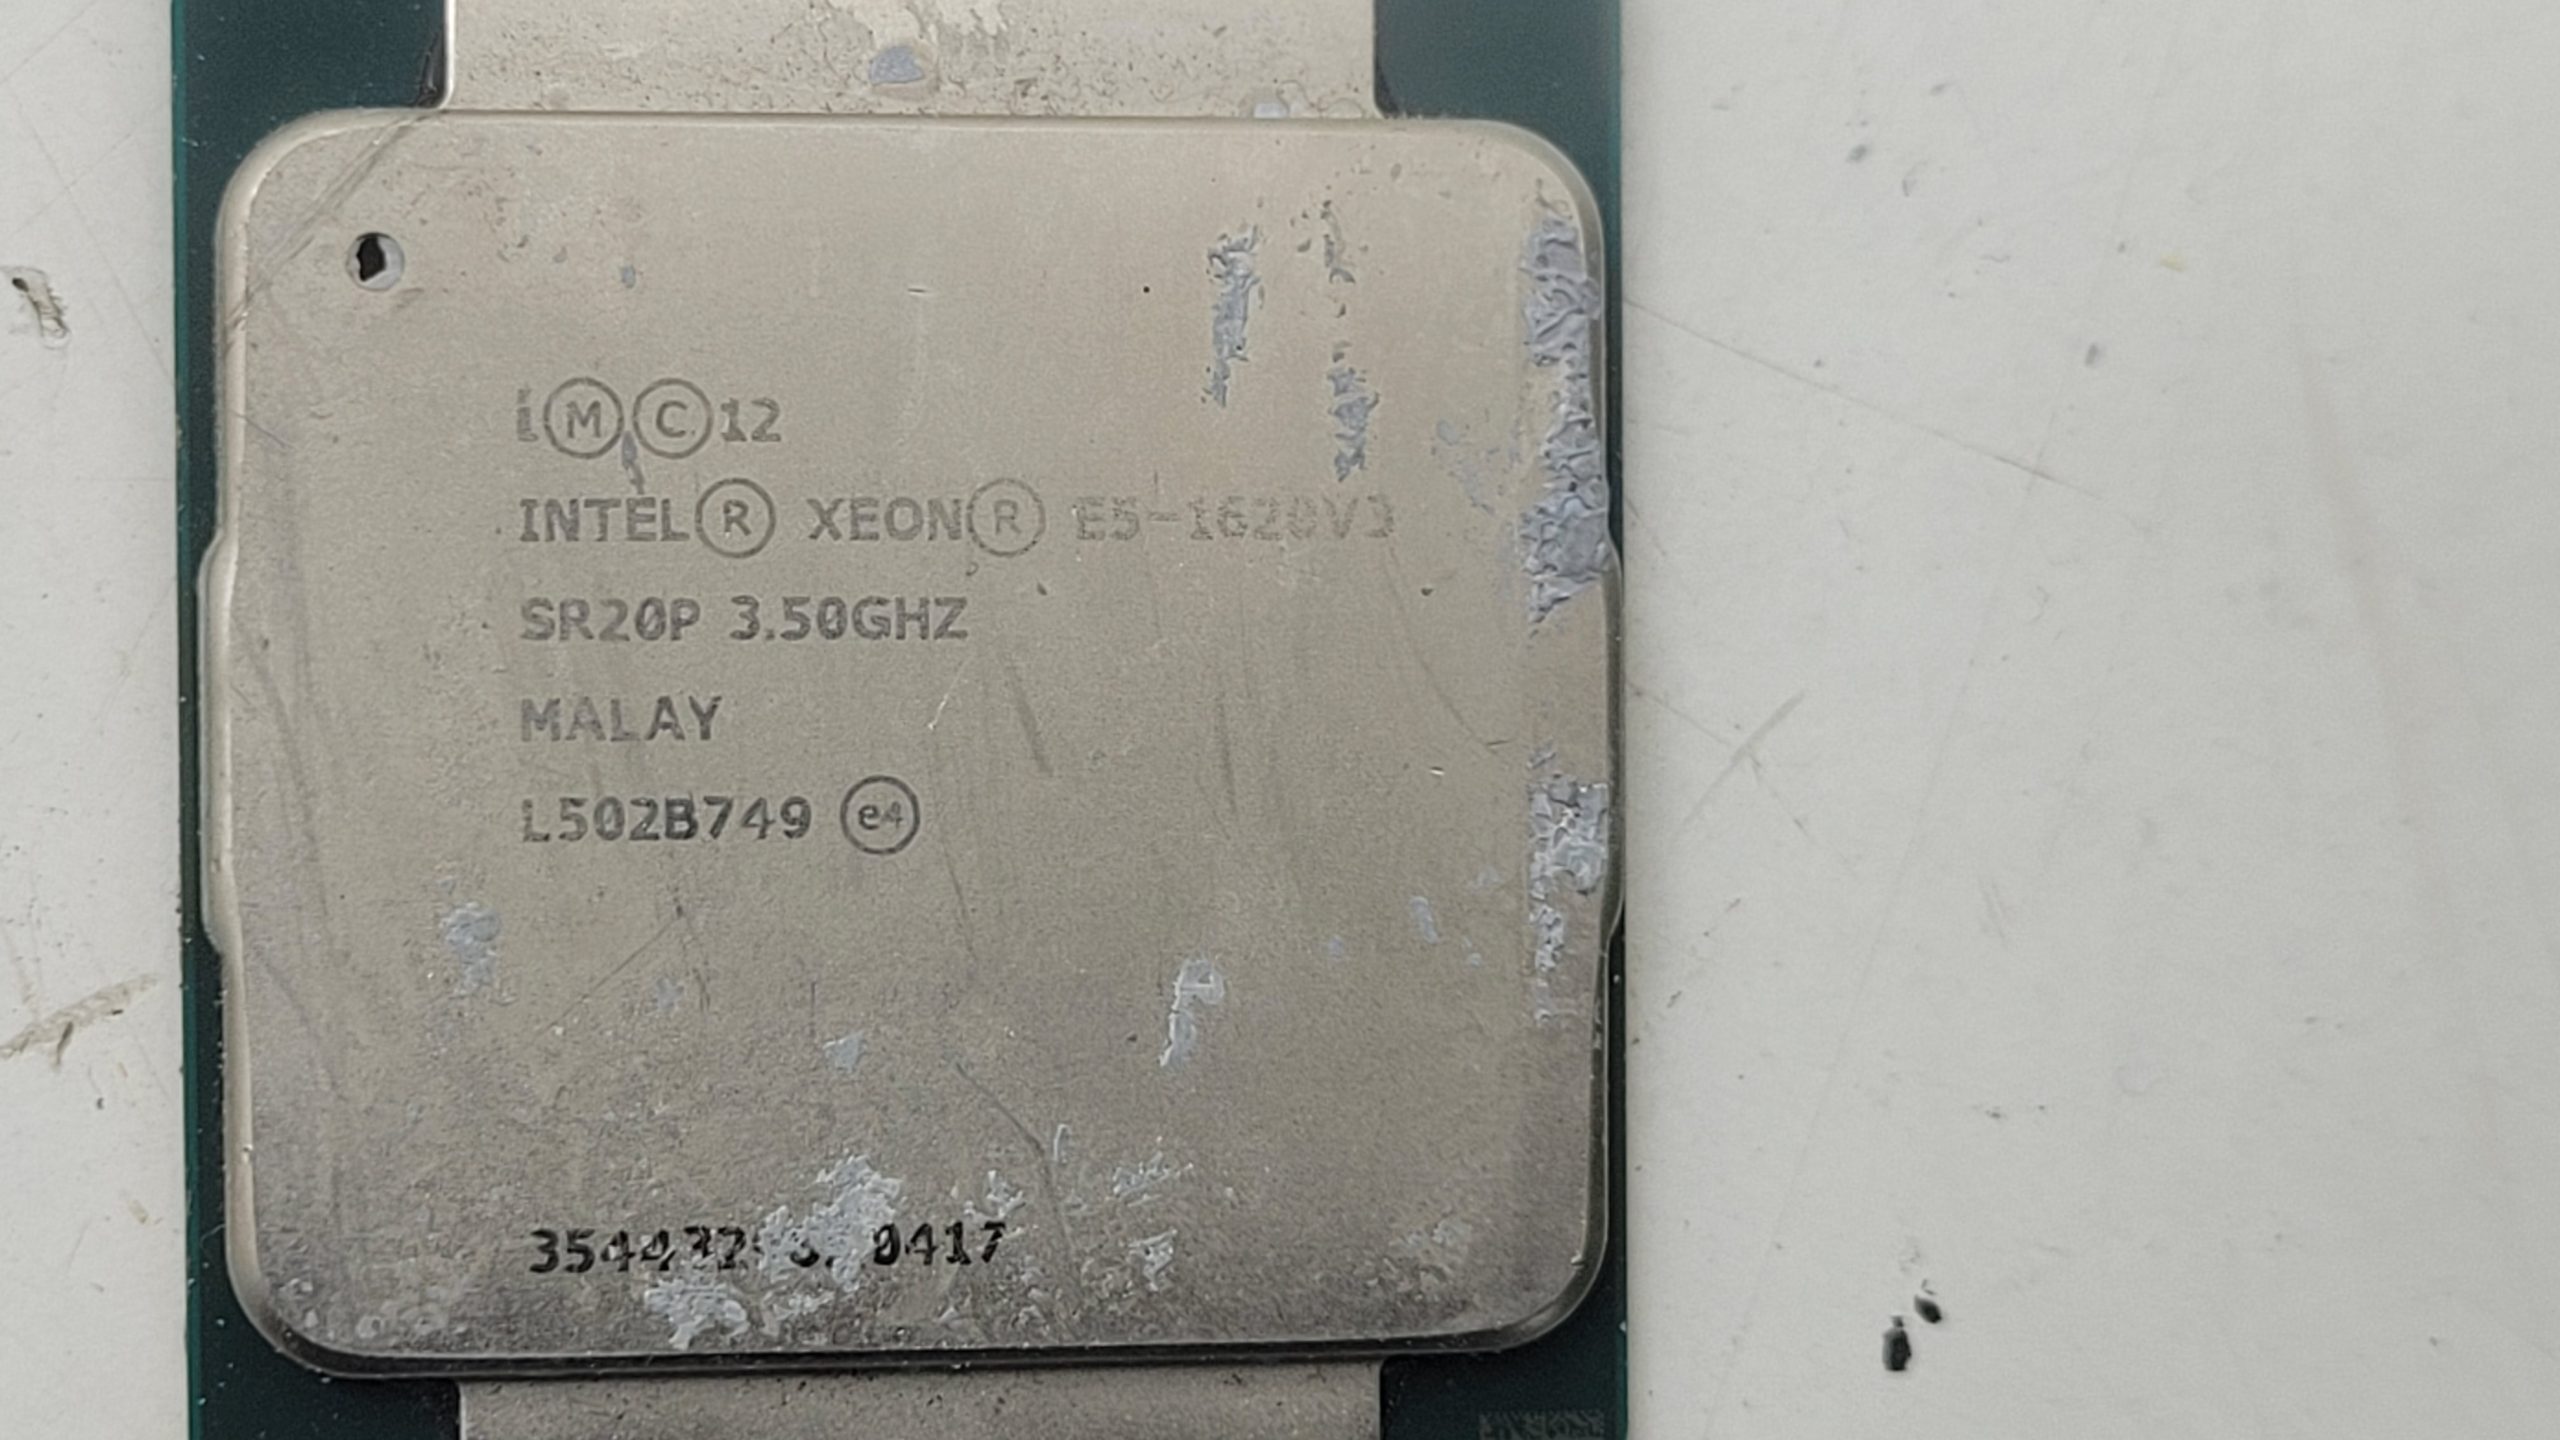 i Ⓜ Ⓒ 12
INTEL® XEON® E5-1620V3
SR20P 3.50GHZ
MALAY
L502B749 ⓔ4